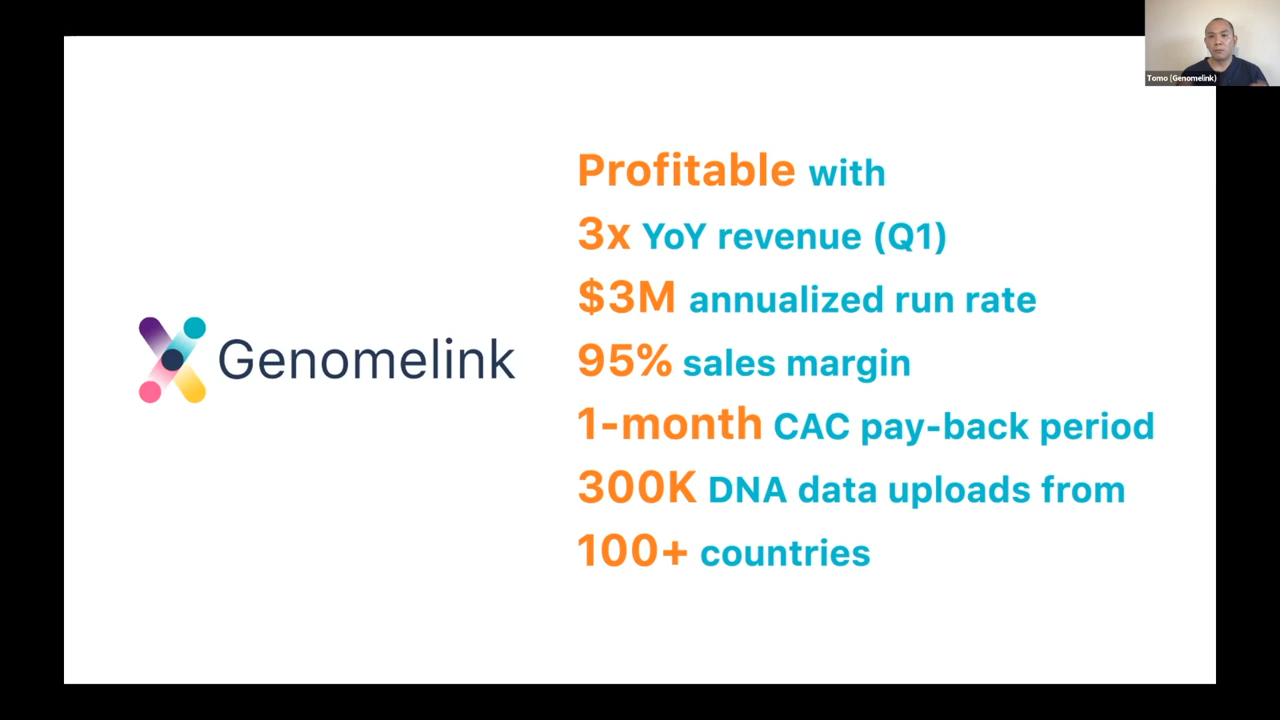 Tomo (Genomelink)
Genomelink
Profitable with
3x YoY revenue (Q1)
$3M annualized run rate
95% sales margin
1-month CAC pay-back period
300K DNA data uploads from
100+ countries